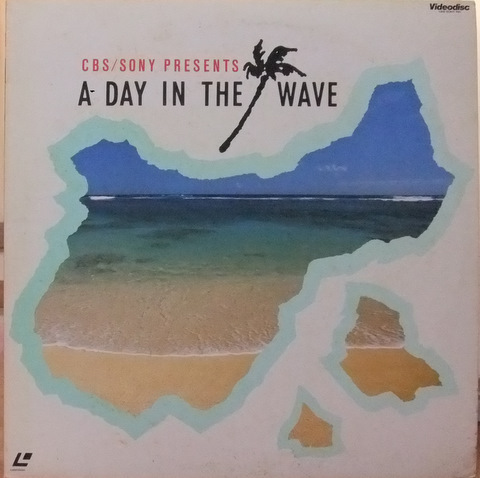 Videodisc
CBS/SONY PRESENTS
A DAY IN THE WAVE